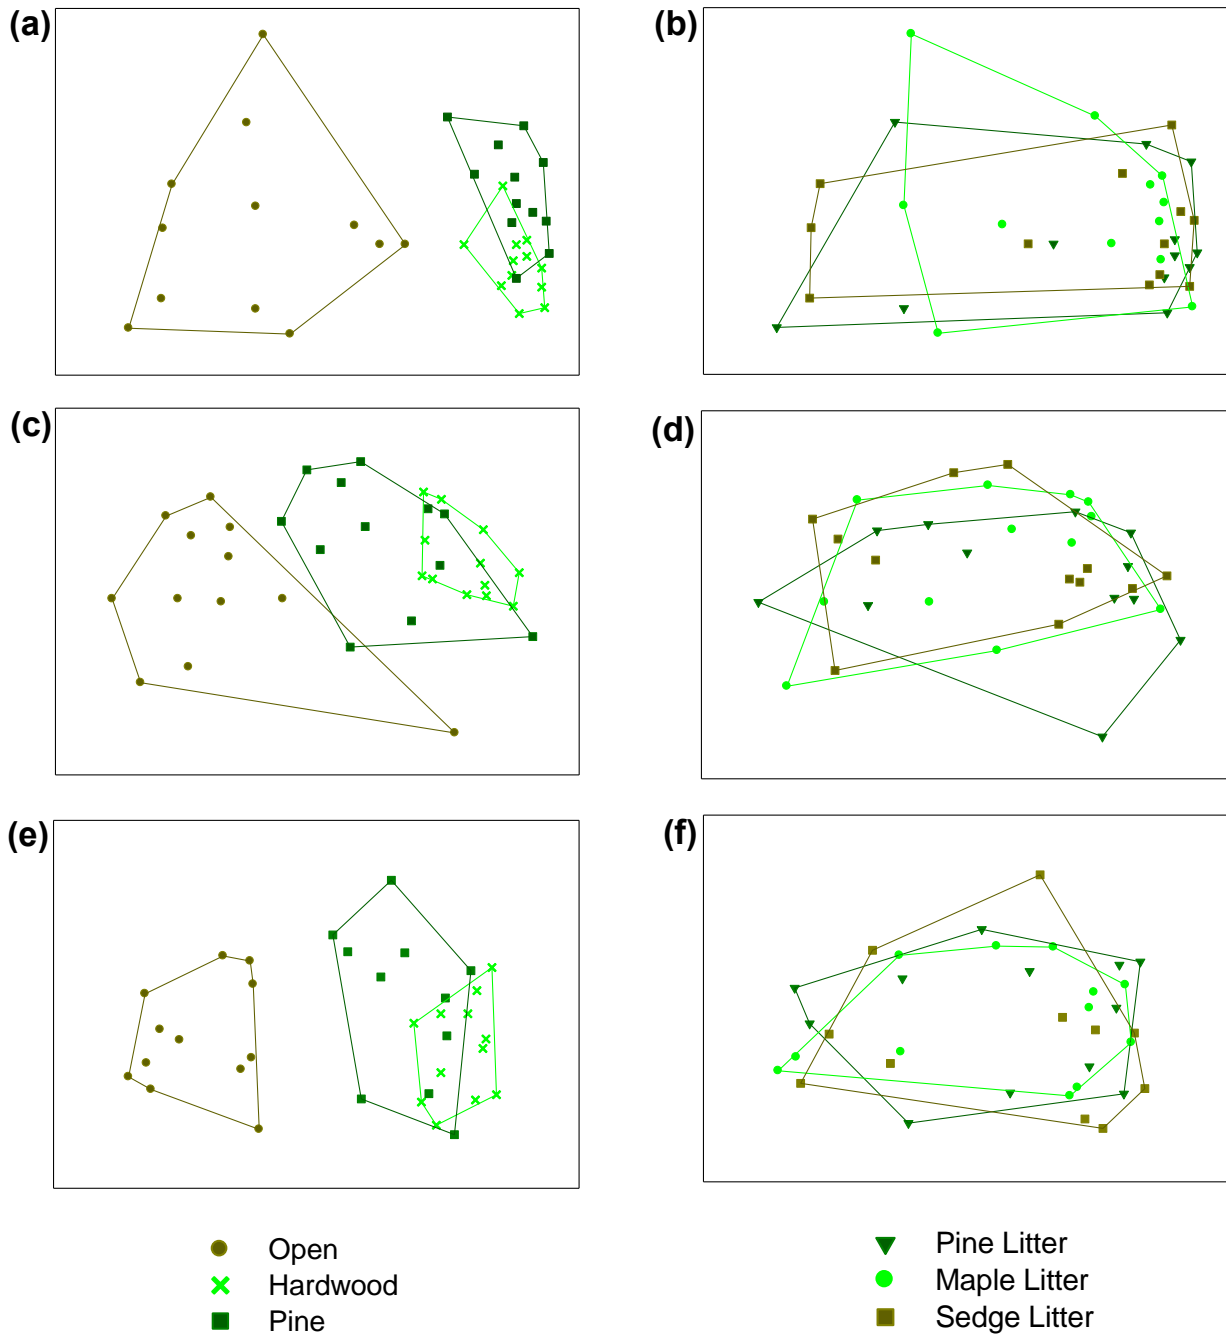 (a)
(b)
(c)
(d)
(e)
(f)
Open
Hardwood
Pine
Pine Litter
Maple Litter
Sedge Litter